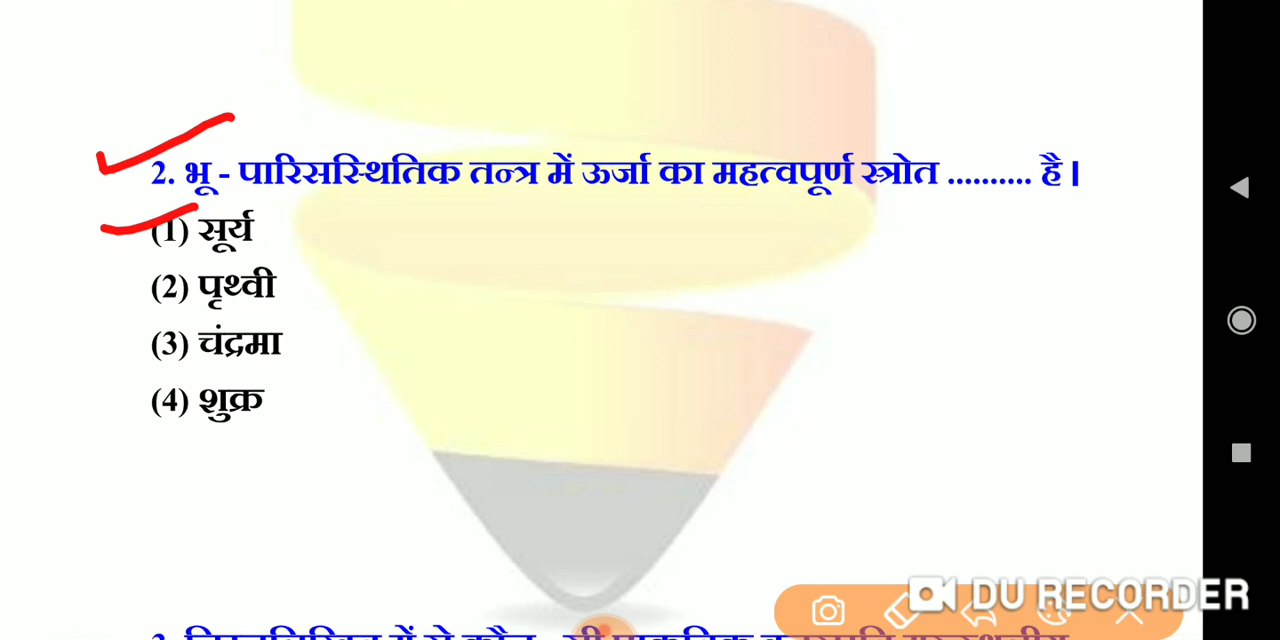 2. भू - पारिसस्थितिक तन्त्र में ऊर्जा का महत्वपूर्ण स्त्रोत .......... है ।
(1) सूर्य
(2) पृथ्वी
(3) चंद्रमा
(4) शुक्र
DU RECORDER